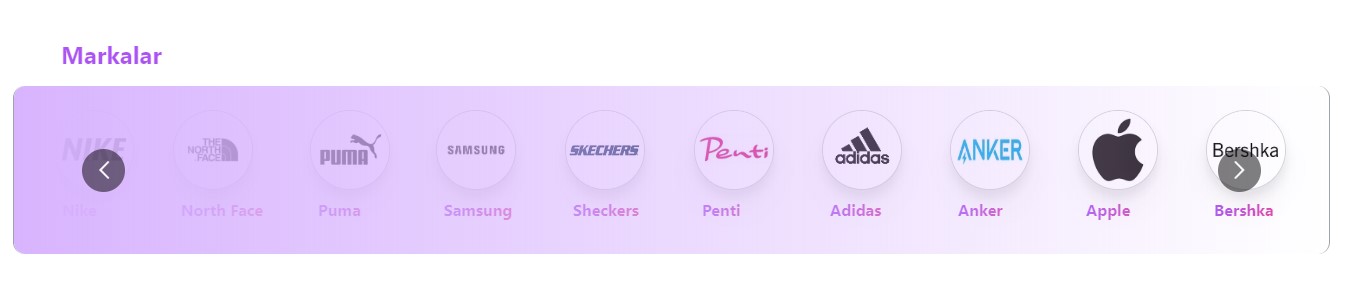 Markalar
NIKE
THE
NORTH
FACE
PUMA
SAMSUNG
SKECHERS
Penti
adidas
ANKER
Bershka
Nike
North Face
Puma
Samsung
Sheckers
Penti
Adidas
Anker
Apple
Bershka